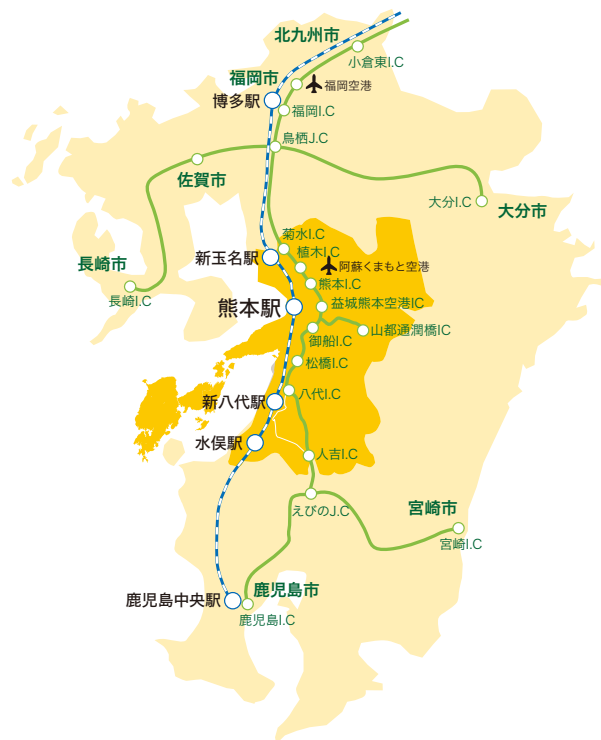 北九州市
小倉東I.C
福岡市
福岡空港
博多駅
福岡I.C
鳥栖J.C
佐賀市
大分I.C
大分市
菊水I.C
植木I.C
新玉名駅
阿蘇くまもと空港
長崎市
熊本I.C
長崎I.C
熊本駅
益城熊本空港IC
山都通潤橋IC
御船I.C
松橋I.C
八代I.C
新八代駅
水俣駅
人吉I.C
えびのJ.C
宮崎市
宮崎I.C
鹿児島市
鹿児島中央駅
鹿児島I.C